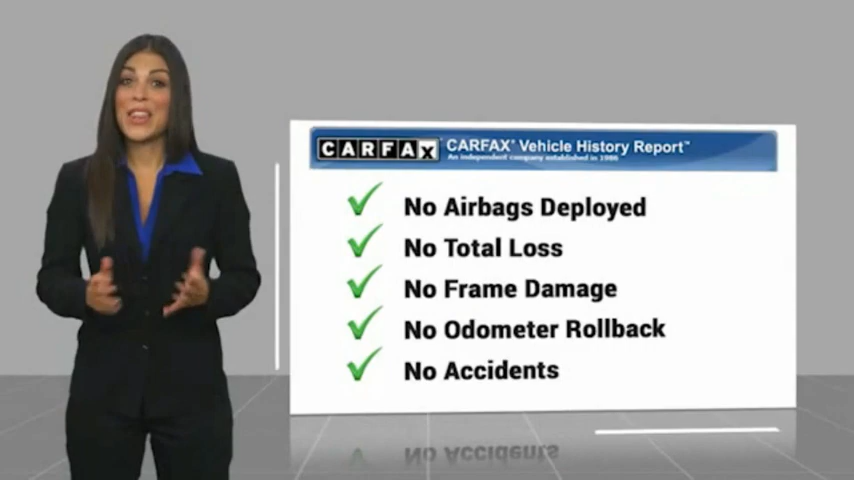 CARFAX CARFAX® Vehicle History Report™
An independent company established in 1986
No Airbags Deployed
No Total Loss
No Frame Damage
No Odometer Rollback
No Accidents